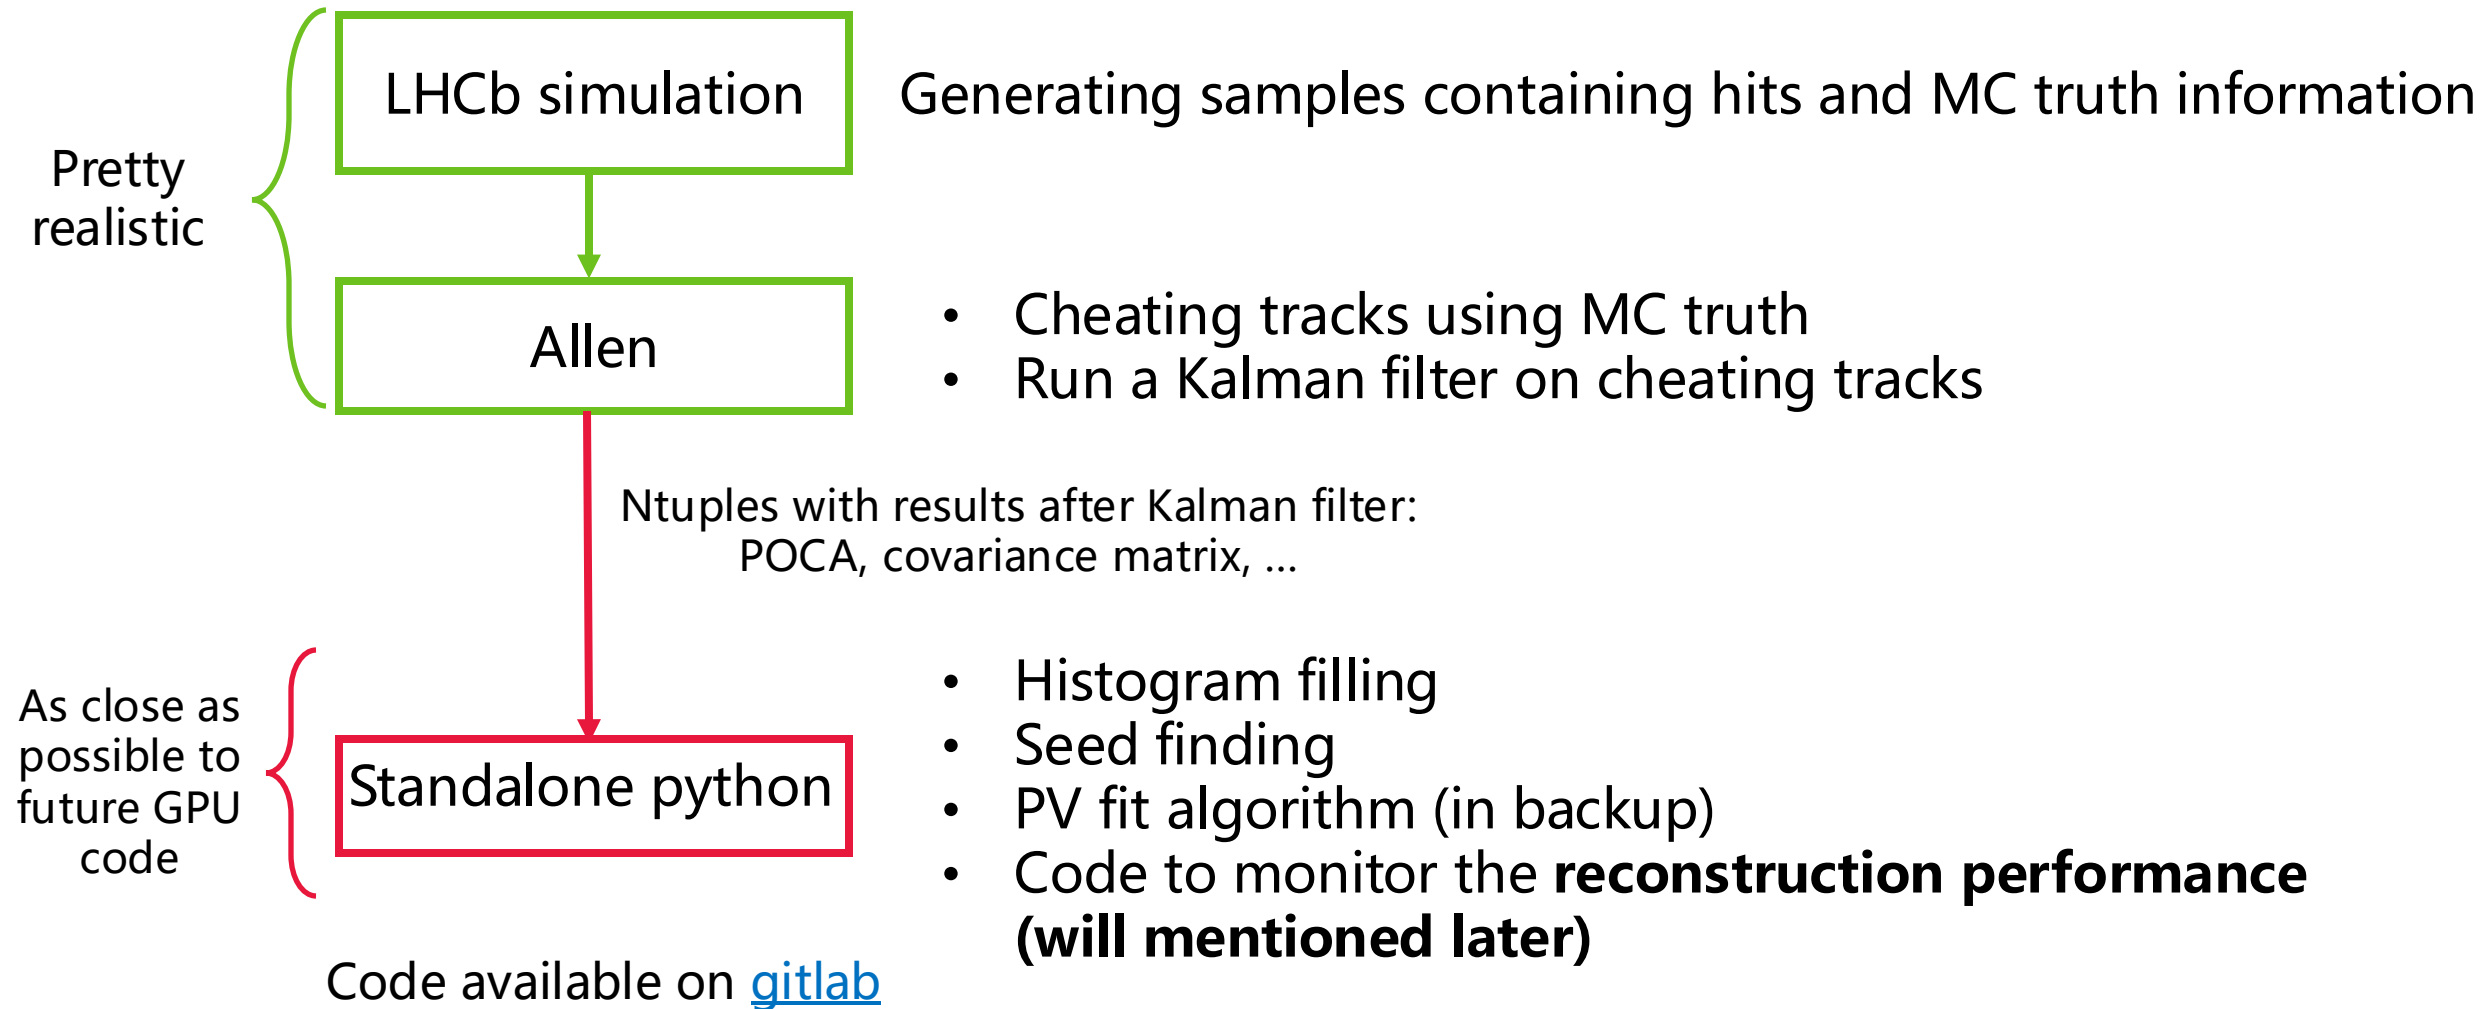 LHCb simulation
Generating samples containing hits and MC truth information
Pretty
realistic
Allen
• Cheating tracks using MC truth
• Run a Kalman filter on cheating tracks
Ntuples with results after Kalman filter:
POCA, covariance matrix, ...
As close as
possible to
future GPU
code
Standalone python
• Histogram filling
• Seed finding
• PV fit algorithm (in backup)
• Code to monitor the reconstruction performance
(will mentioned later)
Code available on gitlab